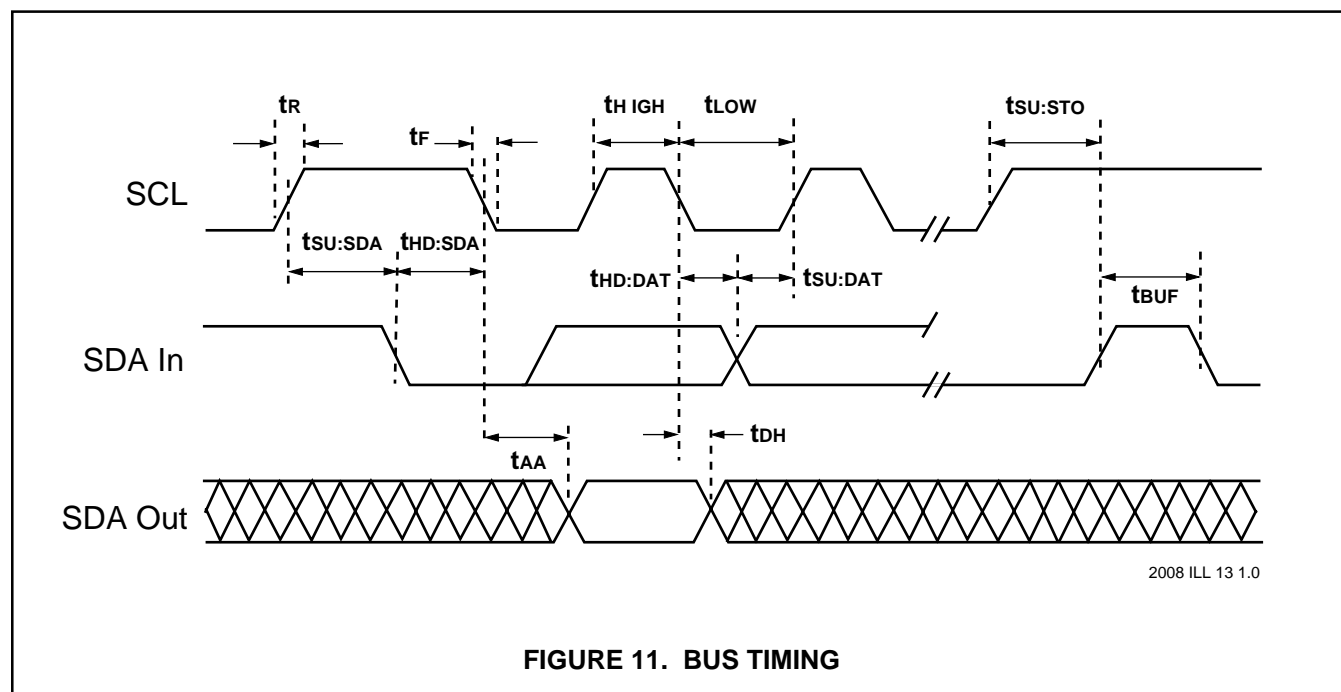 tR
tF
tH IGH
tLOW
tSU:STO
SCL
tSU:SDA
tHD:SDA
tHD:DAT
tSU:DAT
tBUF
SDA In
tAA
tDH
SDA Out
2008 ILL 13 1.0
FIGURE 11. BUS TIMING